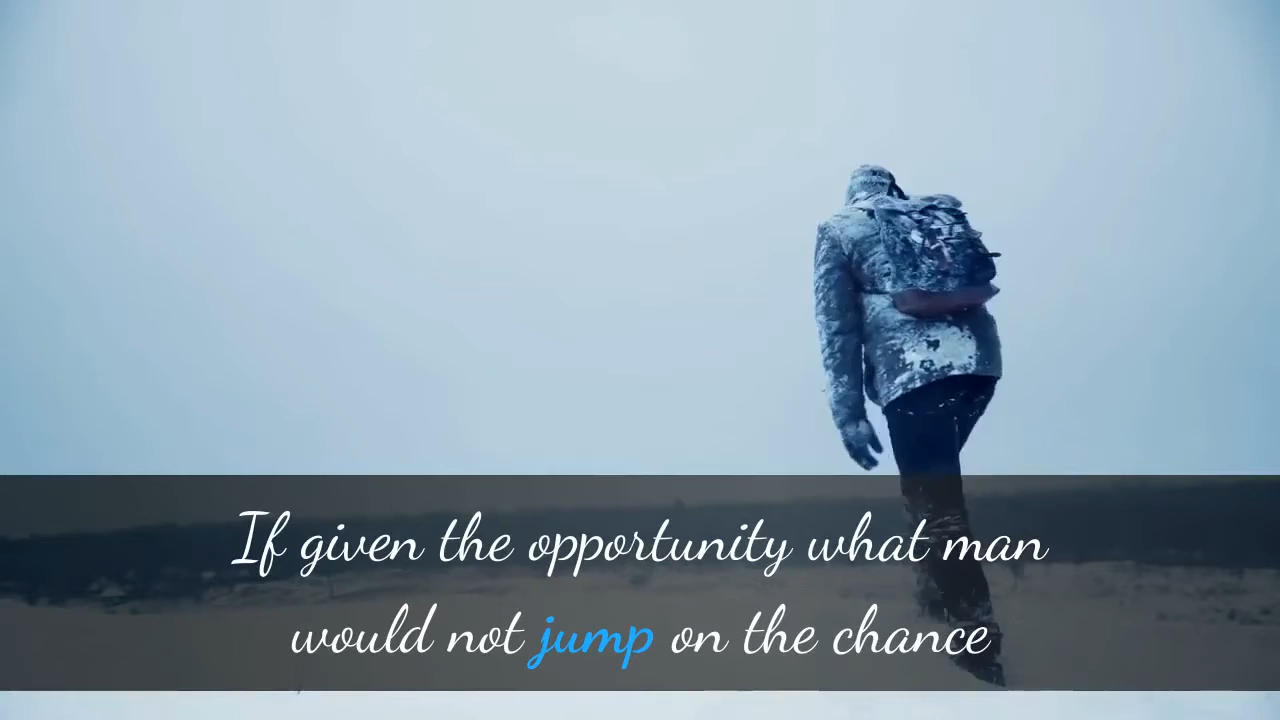 If given the opportunity what man
would not jump on the chance